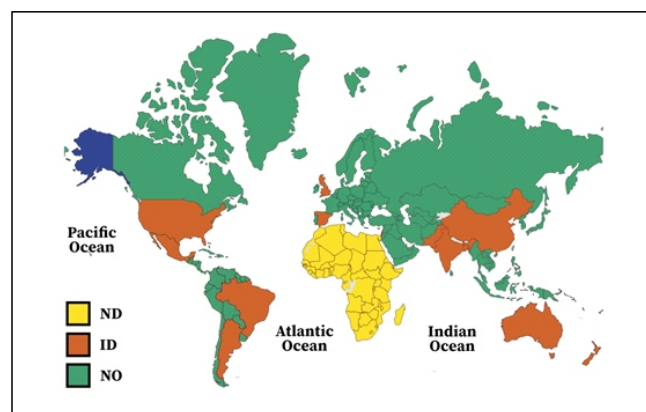 Pacific
Ocean
ND
ID
NO
Atlantic
Ocean
Indian
Ocean